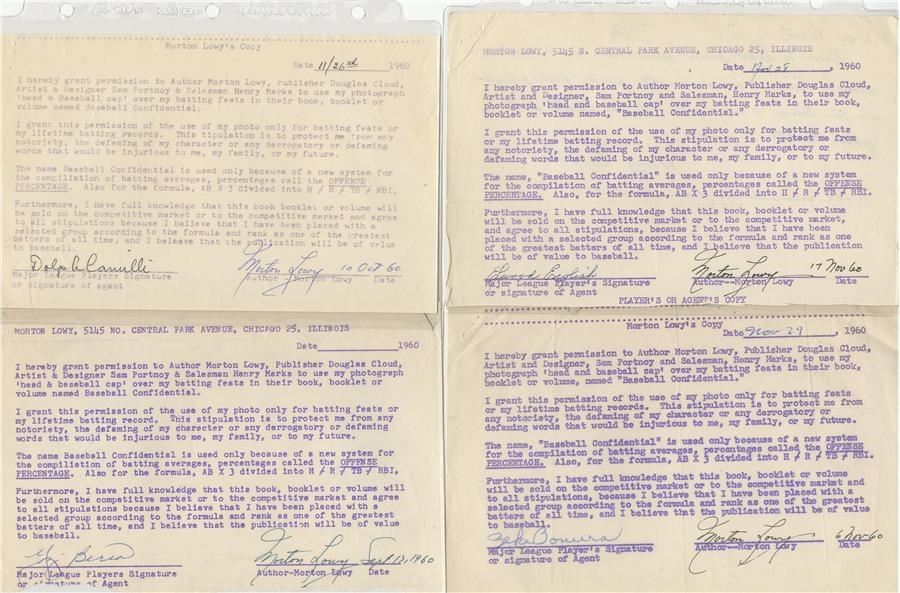 Morton Lowy's Copy
Date 11/26th 1960
I hereby grant permission to Author Morton Lowy, Publisher Douglas Cloud,
Artist & Designer Sam Portnoy & Salesman Henry Marks to use my photograph
'head & Baseball cap' over my batting feats in their book, booklet or
volume named Baseball Confidential.
I grant this permission of the use of my photo only for batting feats or
my lifetime batting records. This tipulation is to protect me from any
notoriety, the defaming of my character or any derogatory or defaming
words that would be injurious to me, my family, or my future.
The name Baseball Confidential is used only because of a new system for
the compiliation of batting averages, percenteges called the OFFENSE
PERCENTAGE. Also for the formula, AB X 3 divided into H ≠ R ≠ TB ≠ RBI.
Furthermore, I have full knowledge that this book booklet or volume will
be sold on the competitive market or to the competitive market and agree
to all stipulations because I believe that I have been placed with a
selected group according to the formula and rank as one of the greatest
batters of all time, and I beleave that the publication will be of value
to baseball.
Dolph Camilli Morton Lowy 10 Oct 60
Major League Players Signature Author-Morton Lowy Date
or signature of agent
MORTON LOWY, 5145 N. CENTRAL PARK AVENUE, CHICAGO 25, ILLINOIS
Date Nov 28, 1960
I hereby grant permission to Author Morton Lowy, Publisher Douglas Cloud,
Artist and Designer, Sam Portnoy and Salesman, Henry Marks, to use my
photograph 'head and baseball cap' over my batting feats in their book,
booklet or volume named, "Baseball Confidential."
I grant this permission of the use of my photo only for batting feats
or my lifetime batting record. This stipulation is to protect me from
any notoriety, the defaming of my character or any derogatory or
defaming words that would be injurious to me, my family, or to my future.
The name, "Baseball Confidential" is used only because of a new system
for the compilation of batting averages, percentages called the OFFENSE
PERCENTAGE. Also, for the formula, AB X 3 divided into H ≠ R ≠ TB ≠ RBI.
Furthermore, I have full knowledge that this book, booklet or volume
will be sold on the competitive market or to the competitive market,
and agree to all stipulations, because I believe that I have been
placed with a selected group according to the formula and rank as one
of the greatest batters of all time, and I believe that the publication
will be of value to baseball.
Elwood English Morton Lowy 17 Nov 60
Major League Player's Signature Author--Morton Lowy Date
or signature of Agent
PLAYER'S OR AGENT'S COPY
MORTON LOWY, 5145 NO. CENTRAL PARK AVENUE, CHICAGO 25, ILLINOIS
Date 1960
I hereby grant permission to Author Morton Lowy, Publisher Douglas Cloud,
Artist & Designer Sam Portnoy & Salesman Henry Marks to use my photograph
'head & baseball cap' over my batting feats in their book, booklet or
volume named Baseball Confidential.
I grant this permission of the use of my photo only for batting feats or
my lifetime batting record. This stipulation is to protect me from any
notoriety, the defaming of my character or any derogatory or defaming
words that would be injurious to me, my family, or to my future.
The name Baseball Confidential is used only because of a new system for
the compilation of batting averages, percentages called the OFFENSE
PERCENTAGE. Also for the formula, AB X 3 divided into H ≠ R ≠ TB ≠ RBI,
Furthermore, I have full knowledge that this book, booklet or volume will
be sold on the competitive market or to the competitive market and agree
to all stipulations because I believe that I have been placed with a
selected group according to the formula and rank as one of the greatest
batters of all time, and I believe that the publication will be of value
to baseball.
Yogi Berra Morton Lowy Sept 13, 1960
Major League Players Signature Author-Morton Lowy Date
or signature of Agent
Morton Lowy's Copy
Date Nov 29, 1960
I hereby grant permission to Author Morton Lowy, Publisher Douglas Cloud,
Artist and Designer, Sam Portnoy and Salesman, Henry Marks, to use my
photograph 'head and baseball cap' over my batting feats in their book,
booklet or volume, named "Baseball Confidential."
I grant this permission of the use of my photo only for batting feats
or my lifetime batting records. This stipulation is to protect me from
any notoriety, the defaming of my character or any derogatory or
defaming words that would be injurious to me, my family, or my future.
The name, "Baseball Confidential" is used only because of a new system
for the compilation of batting averages, percentages called the OFFENSE
PERCENTAGE. Also, for the formula, AB X 3 divided into H ≠ R ≠ TB ≠ RBI.
Furthermore, I have full knowledge that this book, booklet or volume
will be sold on the competitive market or to the competitive market and
to all stipulations, because I believe that I have been placed with a
selected group according to the formula and rank as one of the greatest
batters of all time, and I believe that the publication will be of value
to baseball.
Zeke Bonura Morton Lowy 6 Nov 60
Major League Player's Signature Author--Morton Lowy Date
or signature of Agent